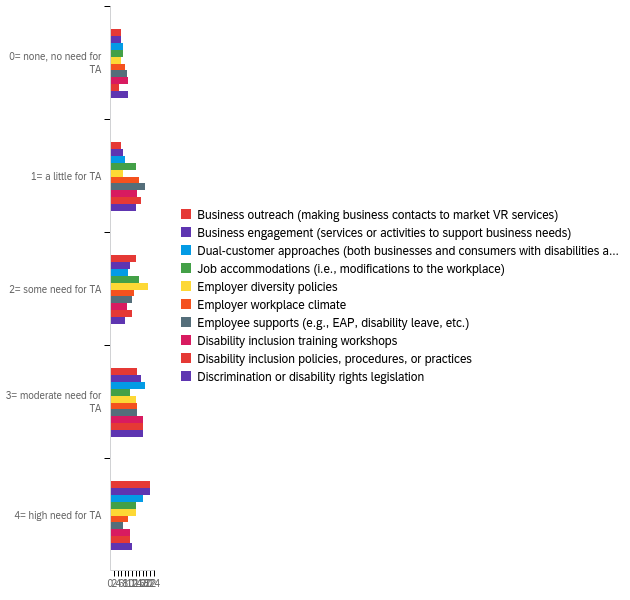 0= none, no need for
TA
1= a little for TA
2= some need for TA
3= moderate need for
TA
4= high need for TA
Business outreach (making business contacts to market VR services)
Business engagement (services or activities to support business needs)
Dual-customer approaches (both businesses and consumers with disabilities a...
Job accommodations (i.e., modifications to the workplace)
Employer diversity policies
Employer workplace climate
Employee supports (e.g., EAP, disability leave, etc.)
Disability inclusion training workshops
Disability inclusion policies, procedures, or practices
Discrimination or disability rights legislation